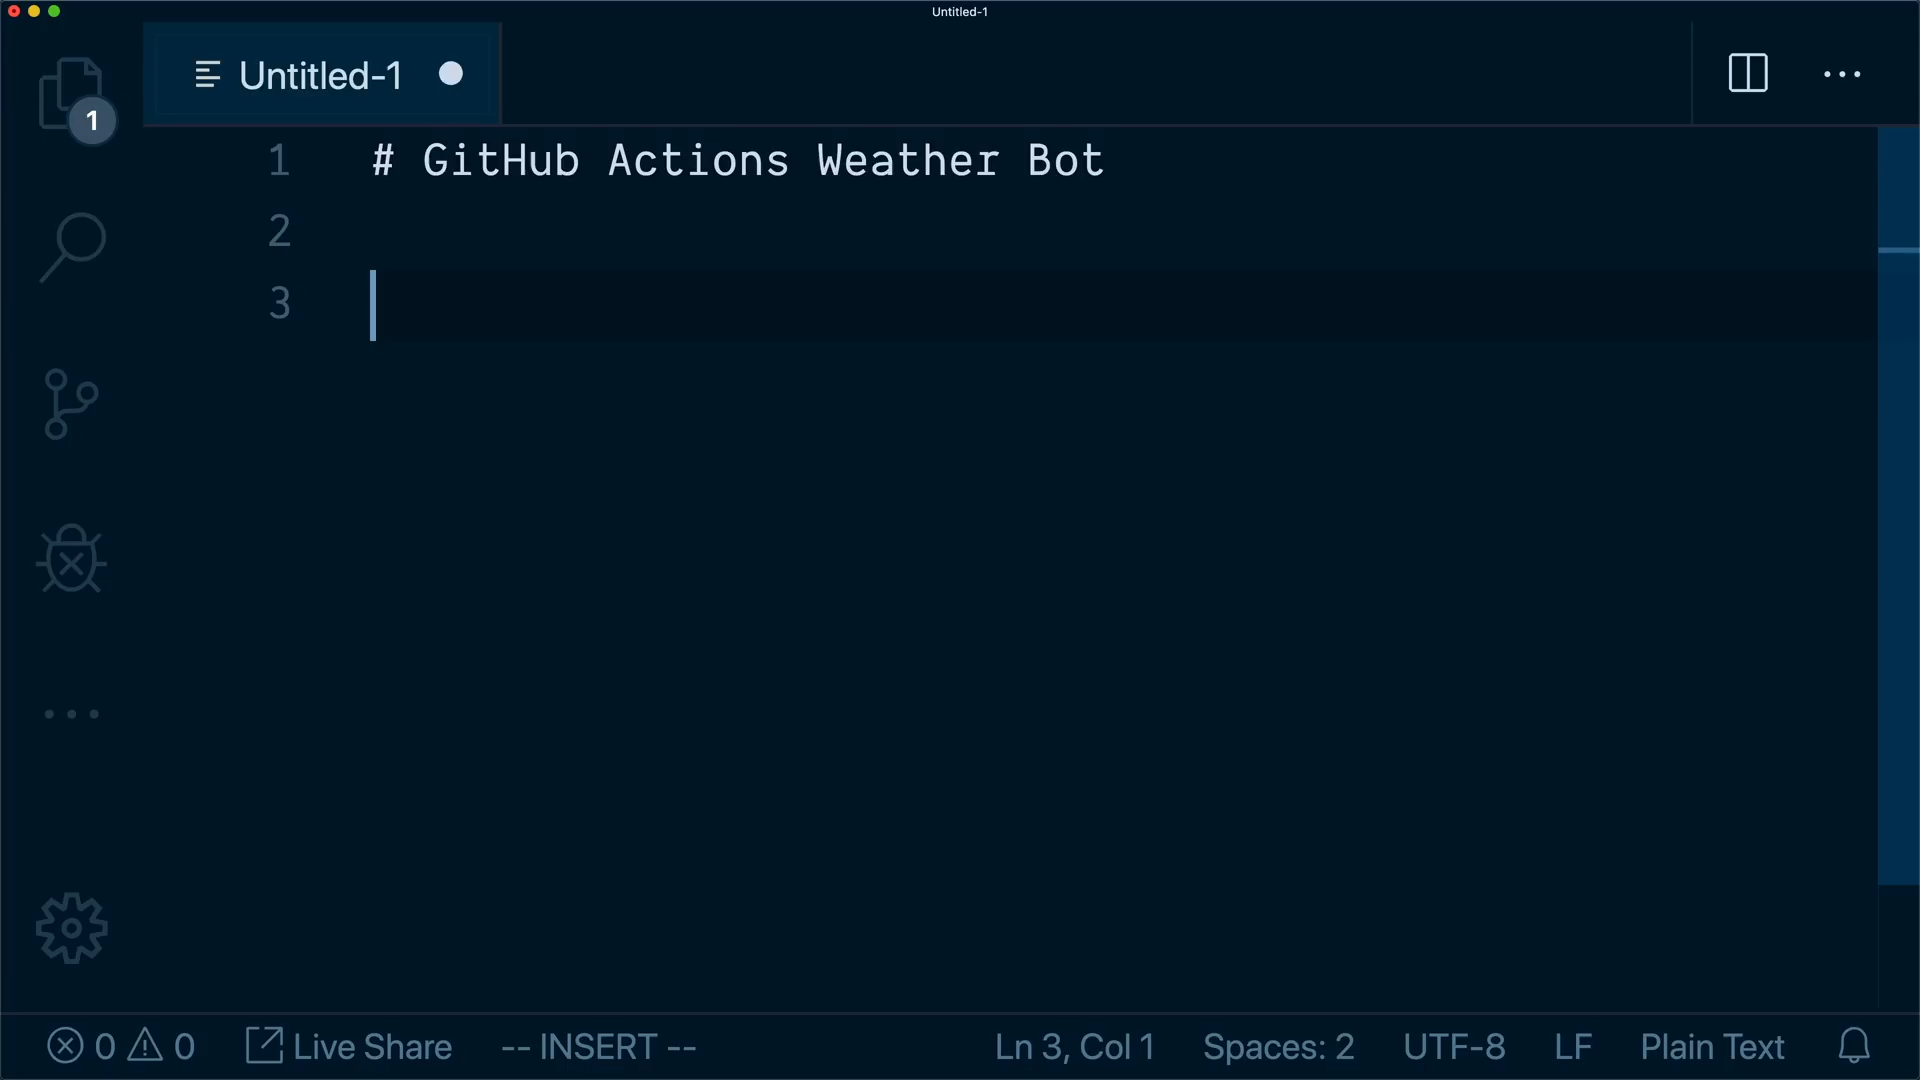 Untitled-1
Untitled-1
1
1 # GitHub Actions Weather Bot
2
3
0 0 Live Share -- INSERT -- Ln 3, Col 1 Spaces: 2 UTF-8 LF Plain Text